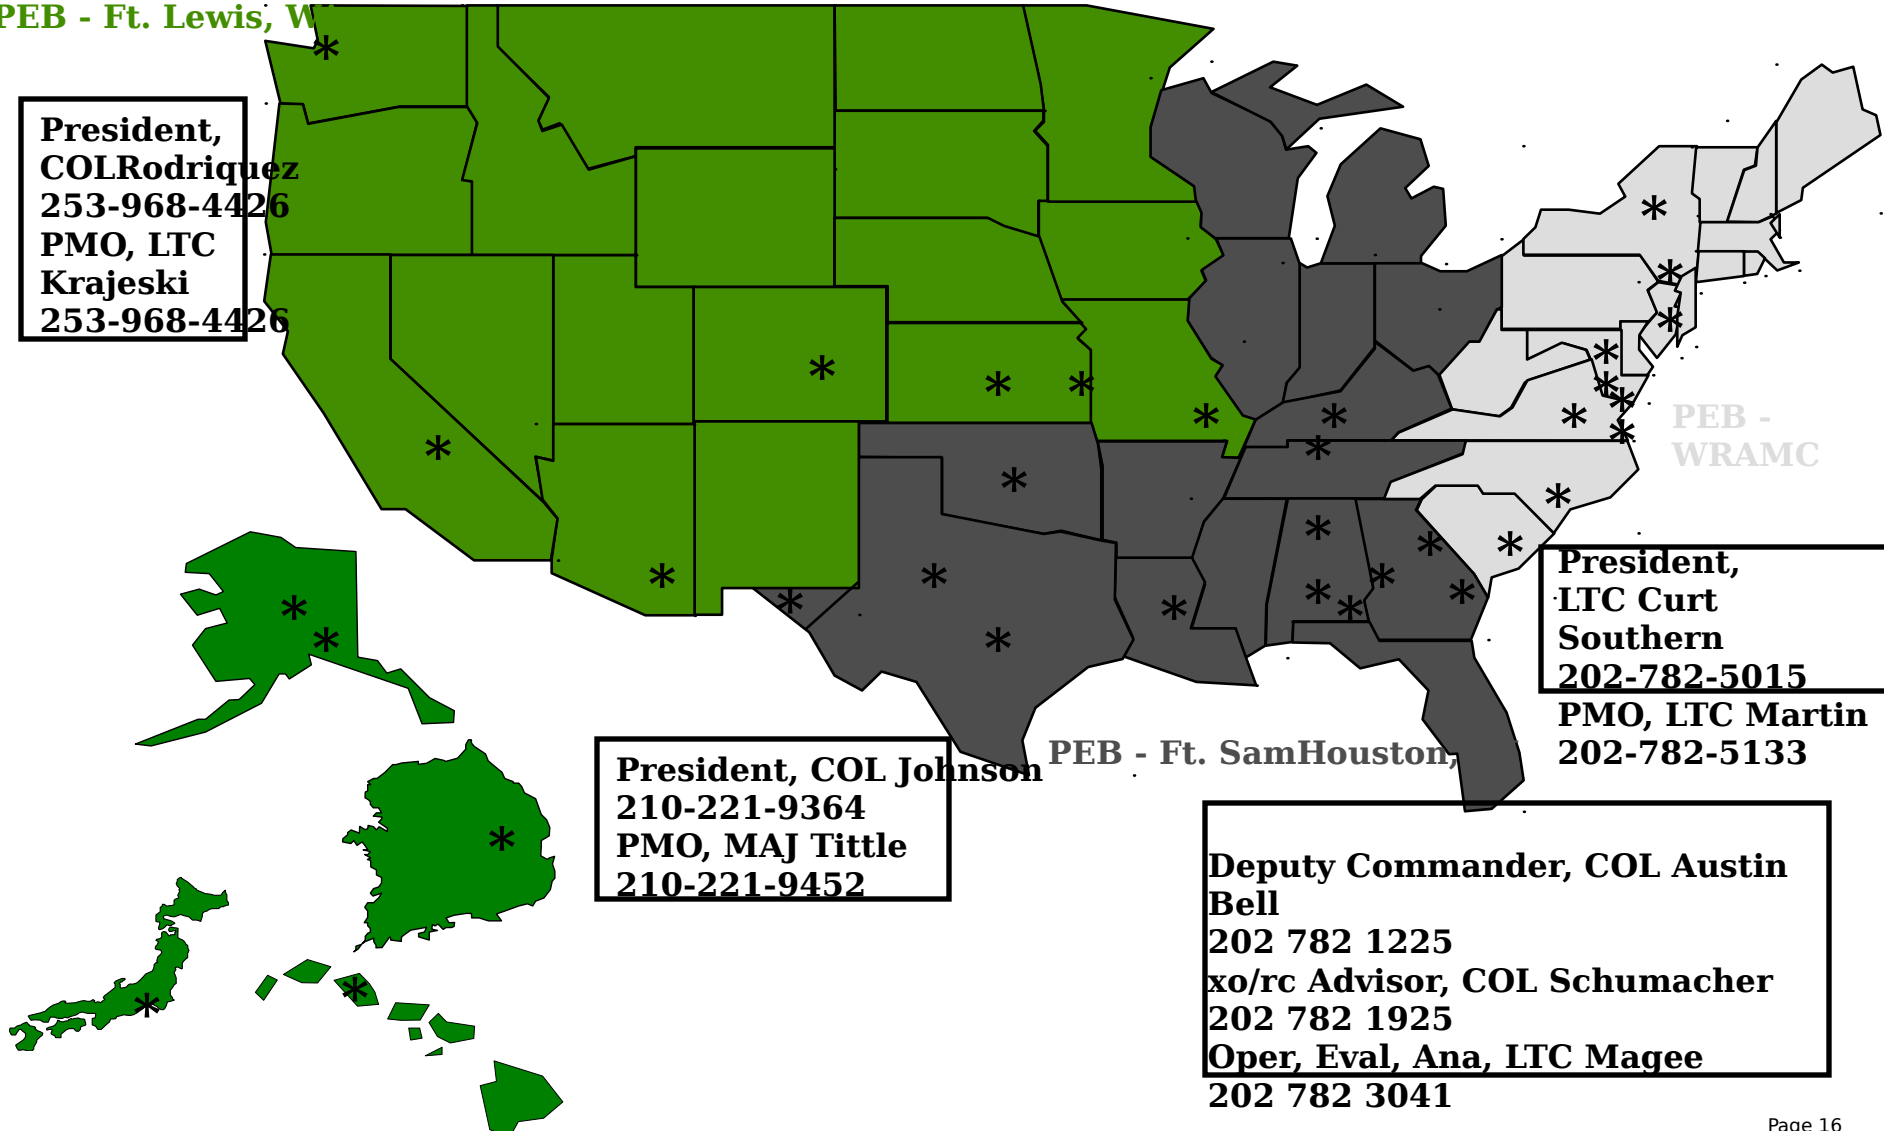 PEB - Ft. Lewis,
President,
COLRodriquez
253-968-4426
PMO, LTC
Krajeski
253-968-4426
PEB -
WRAMC
President,
LTC Curt
Southern
202-782-5015
PMO, LTC Martin
202-782-5133
PEB - Ft. SamHouston,
President, COL Johnson
210-221-9364
PMO, MAJ Tittle
210-221-9452
Deputy Commander, COL Austin
Bell
202 782 1225
xo/rc Advisor, COL Schumacher
202 782 1925
Oper, Eval, Ana, LTC Magee
202 782 3041
Page 16